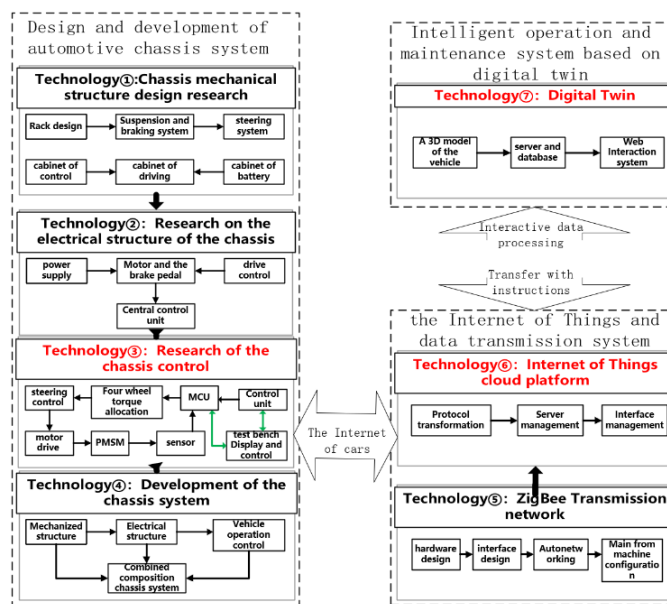 Design and development of
automotive chassis system
Technology①:Chassis mechanical
structure design research
Rack design
Suspension and
braking system
steering
system
cabinet of
control
cabinet of
driving
cabinet of
battery
Technology②: Research on the
electrical structure of the chassis
power
supply
Motor and the
brake pedal
drive
control
Central control
unit
Technology③: Research of the
chassis control
steering
control
Four wheel
torque
allocation
MCU
Control
unit
motor
drive
PMSM
sensor
test bench
Display and
control
Technology④: Development of the
chassis system
Mechanized
structure
Electrical
structure
Vehicle
operation
control
Combined
composition
chassis system
The Internet
of cars
Intelligent operation and
maintenance system based on
digital twin
Technology⑦: Digital Twin
A 3D model
of the
vehicle
server and
database
Web
Interaction
system
Interactive data
processing
Transfer with
instructions
the Internet of Things and
data transmission system
Technology⑥: Internet of Things
cloud platform
Protocol
transformation
Server
management
Interface
management
Technology⑤: ZigBee Transmission
network
hardware
design
interface
design
Autonetw
orking
Main from
machine
configuratio
n